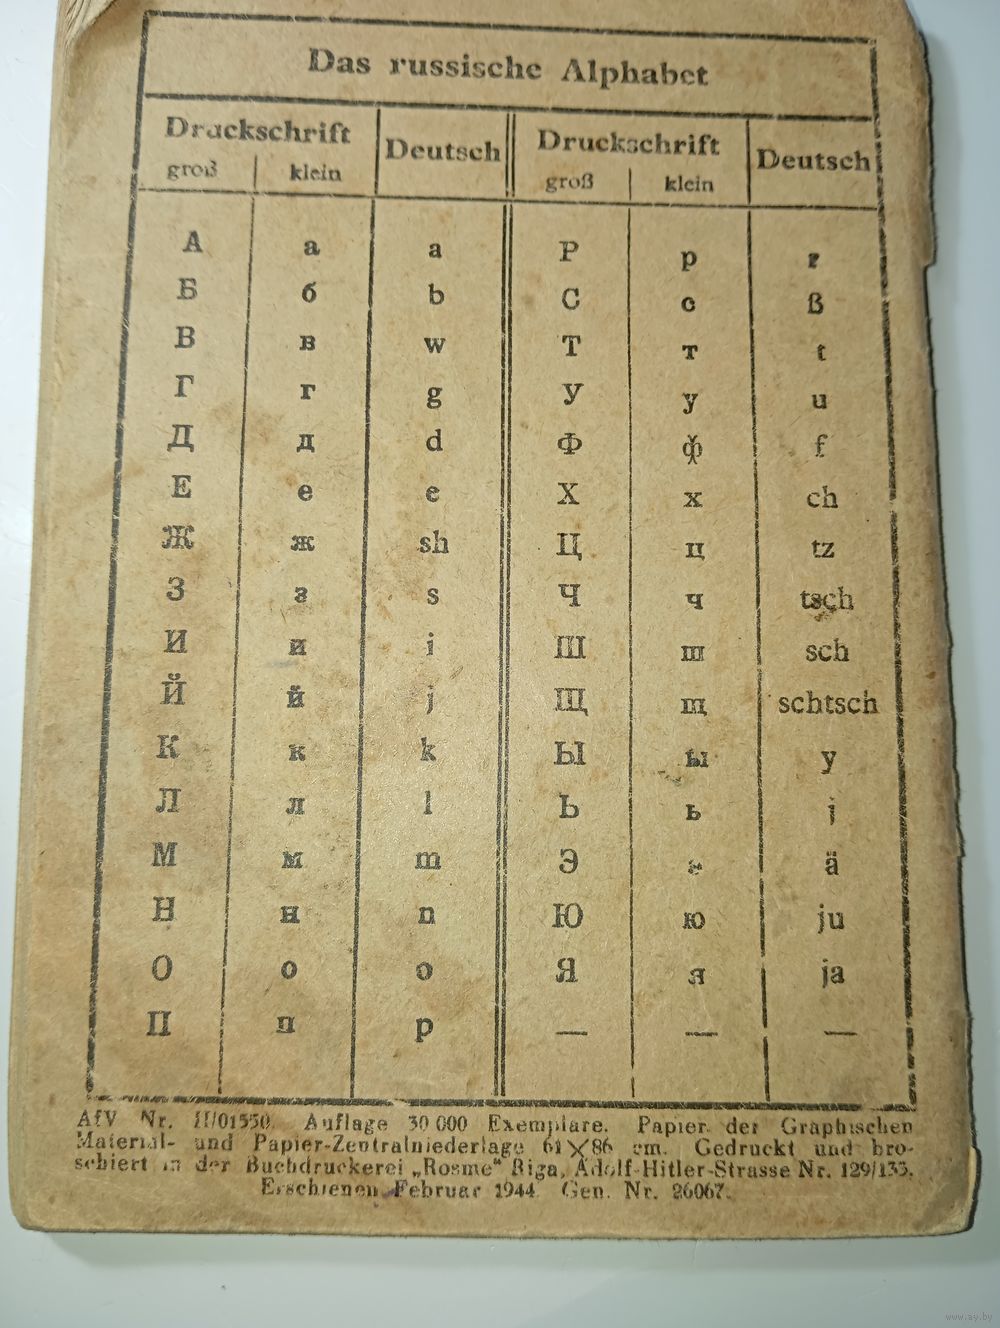 Das russische Alphabet
Druckschrift Deutsch Druckschrift Deutsch
groß klein groß klein
А а a Р р r
Б б b С с ß
В в w Т т t
Г г g У у u
Д д d Ф ф f
Е е e Х х ch
Ж ж sh Ц ц tz
З з s Ч ч tsch
И и i Ш ш sch
Й й j Щ щ schtsch
К к k Ы ы y
Л л l Ь ь j
М м m Э э ä
Н н n Ю ю ju
О о o Я я ja
П п p — — —
AfV Nr. II/01550. Auflage 30 000 Exemplare. Papier der Graphischen
Material- und Papier-Zentralniederlage 61×86 cm. Gedruckt und bro-
schiert in der Buchdruckerei „Rosme“ Riga, Adolf-Hitler-Strasse Nr. 129/133.
Erschienen Februar 1944 Gen. Nr. 26067.
www.ay.by